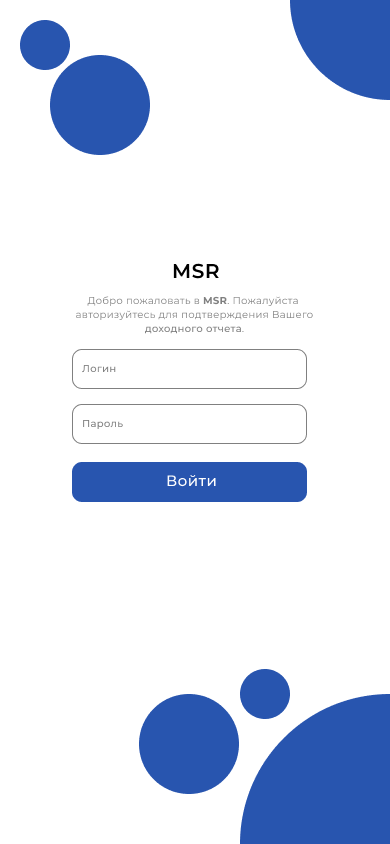 MSR
Добро пожаловать в MSR. Пожалуйста
авторизуйтесь для подтверждения Вашего
доходного отчета.
Логин
Пароль
Войти